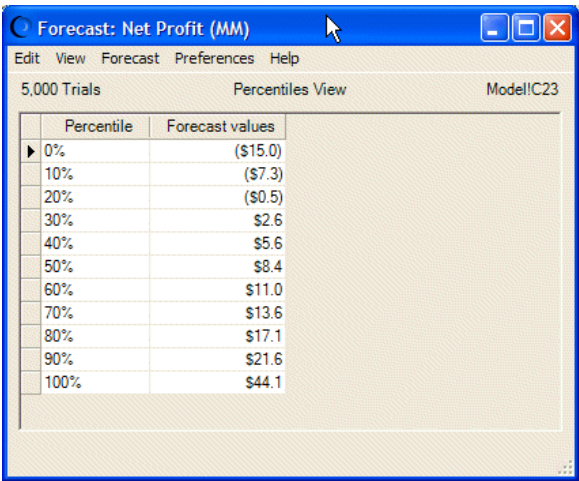 Forecast: Net Profit (MM)
Edit View Forecast Preferences Help
5,000 Trials Percentiles View Model!C23
Percentile Forecast values
0% ($15.0)
10% ($7.3)
20% ($0.5)
30% $2.6
40% $5.6
50% $8.4
60% $11.0
70% $13.6
80% $17.1
90% $21.6
100% $44.1